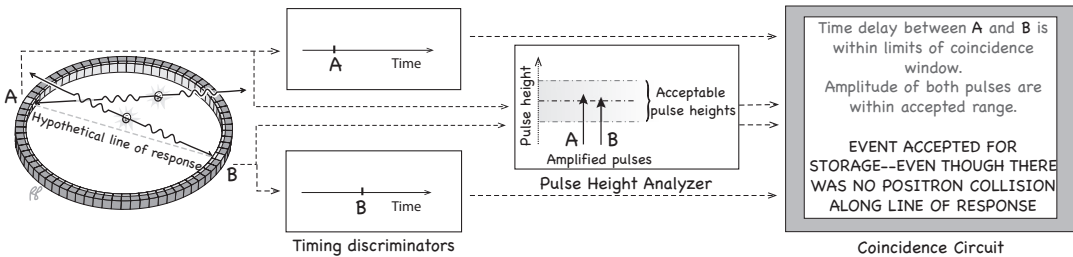 A
Hypothetical line of response
B
A
Time
B
Time
Timing discriminators
Pulse height
A
B
Amplified pulses
Acceptable
pulse heights
Pulse Height Analyzer
Time delay between A and B is
within limits of coincidence
window.
Amplitude of both pulses are
within accepted range.
EVENT ACCEPTED FOR
STORAGE--EVEN THOUGH THERE
WAS NO POSITRON COLLISION
ALONG LINE OF RESPONSE
Coincidence Circuit